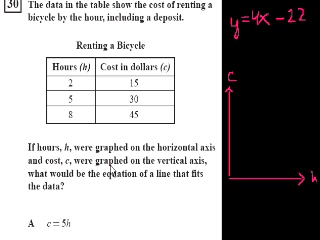 30 The data in the table show the cost of renting a
bicycle by the hour, including a deposit.
Renting a Bicycle
Hours (h) Cost in dollars (c)
2 15
5 30
8 45
If hours, h, were graphed on the horizontal axis
and cost, c, were graphed on the vertical axis,
what would be the equation of a line that fits
the data?
A c = 5h
y=4x - 22
c
h